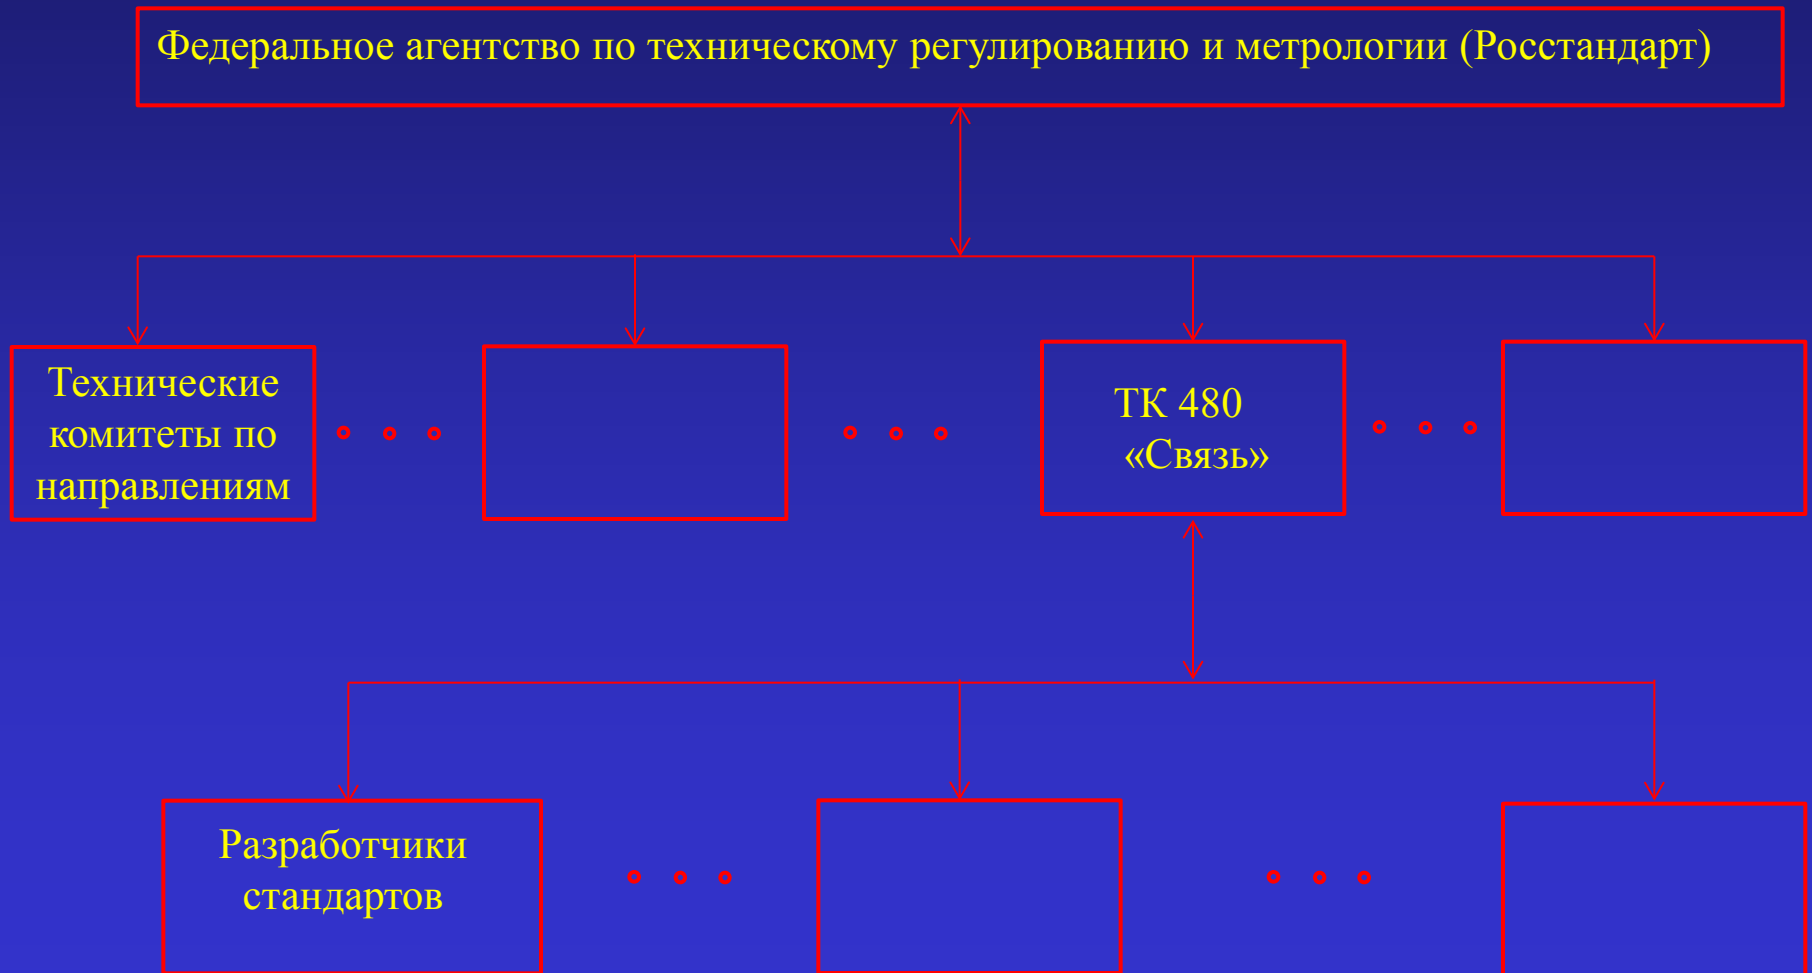 Федеральное агентство по техническому регулированию и метрологии (Росстандарт)
Технические
комитеты по
направлениям
ТК 480
«Связь»
Разработчики
стандартов